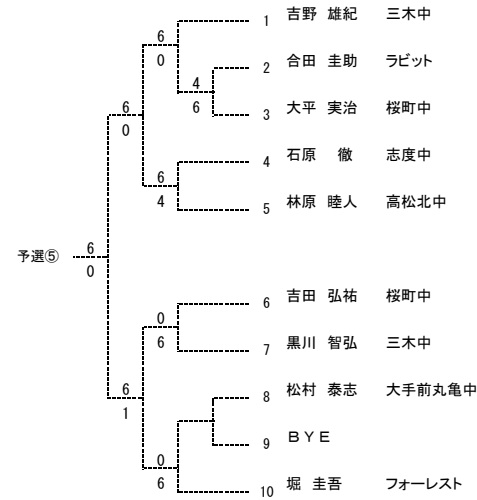 6
1 吉野 雄紀 三木中
0
2 合田 圭助 ラビット
4
6
6
3 大平 実治 桜町中
0
4 石原 徹 志度中
6
4
5 林原 睦人 高松北中
予選⑤
6
0
6 吉田 弘祐 桜町中
0
6
7 黒川 智弘 三木中
6
1
8 松村 泰志 大手前丸亀中
9 BYE
0
6
10 堀 圭吾 フォーレスト